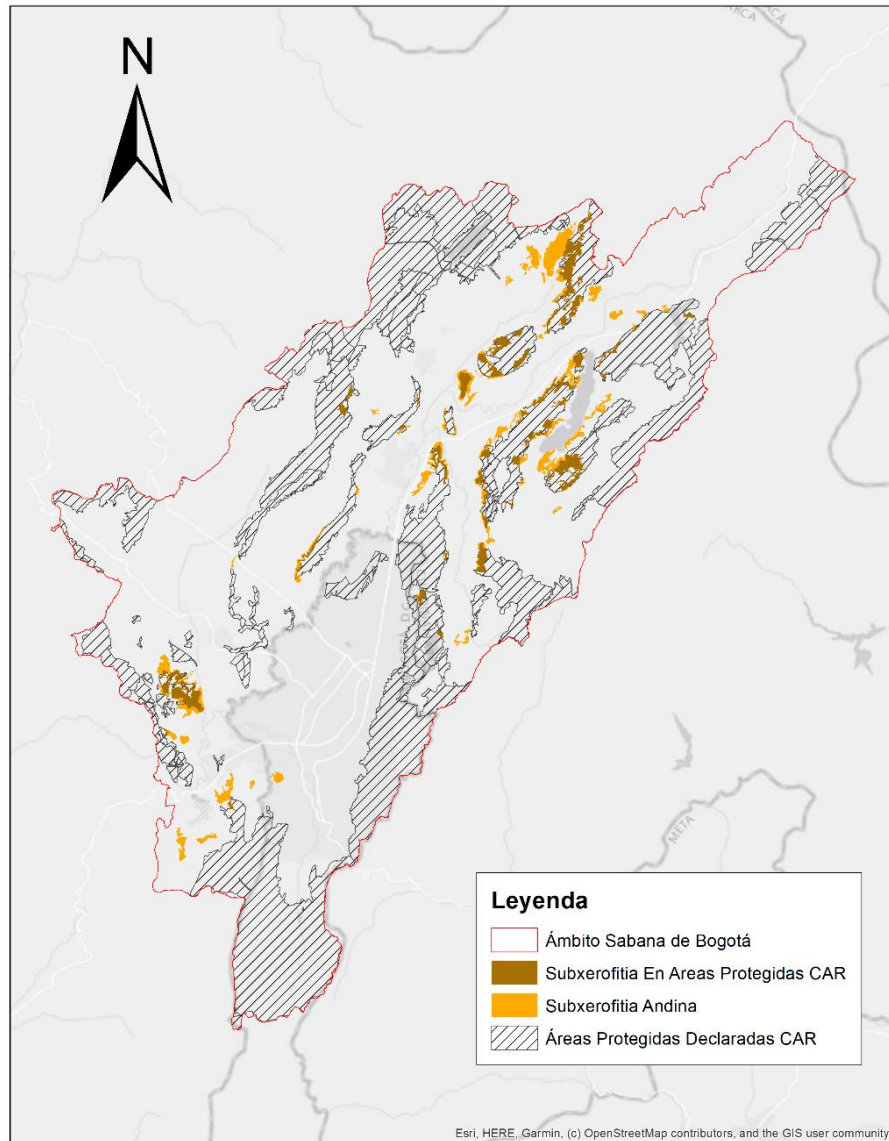 N
META
Leyenda
Ámbito Sabana de Bogotá
Subxerofitia En Areas Protegidas CAR
Subxerofitia Andina
Áreas Protegidas Declaradas CAR
Esri, HERE, Garmin, (c) OpenStreetMap contributors, and the GIS user community